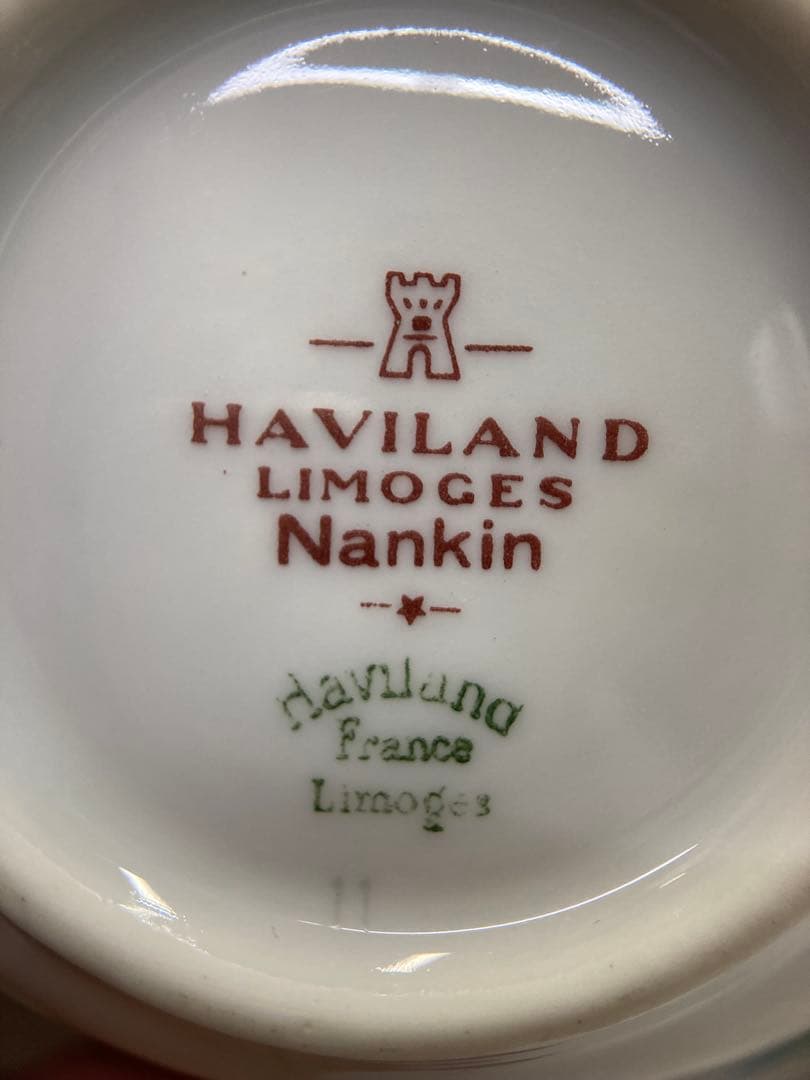 HAVILAND
LIMOGES
Nankin
Haviland
France
Limoges
11